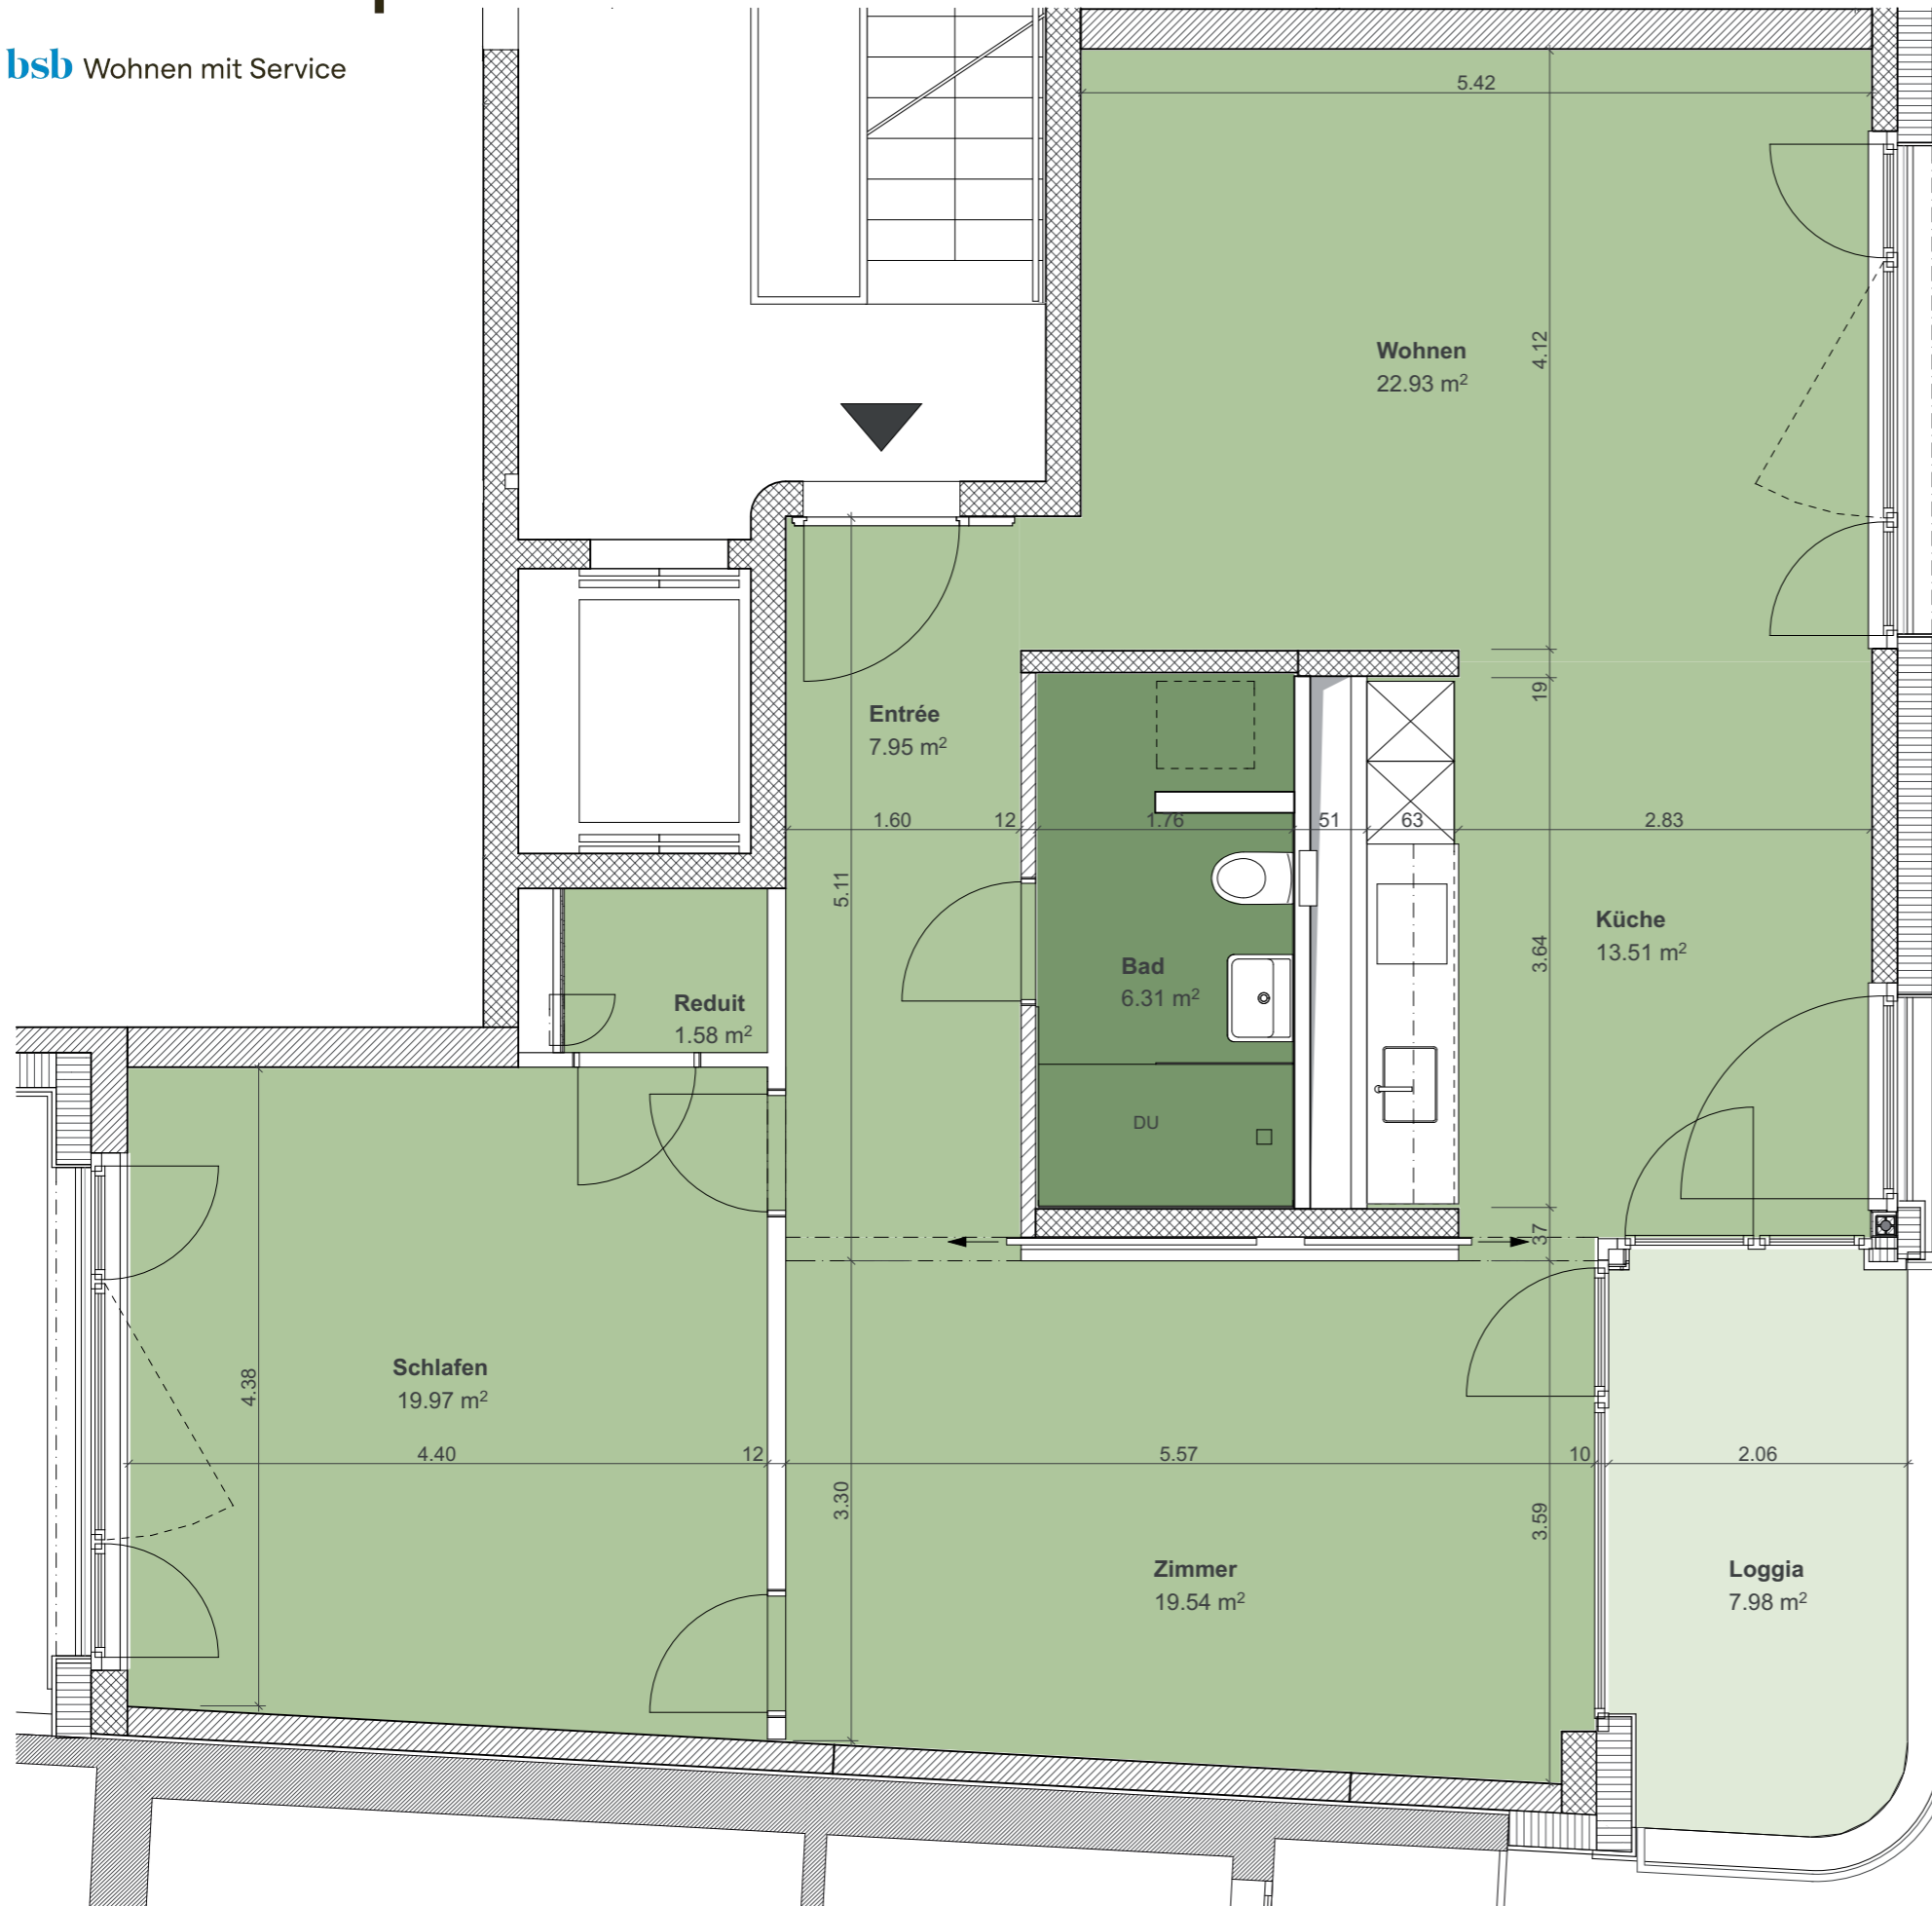 bsb Wohnen mit Service
5.42
Wohnen
22.93 m²
4.12
19
Entrée
7.95 m²
1.60
12
1.76
51
63
2.83
5.11
3.64
Küche
13.51 m²
Bad
6.31 m²
Reduit
1.58 m²
DU
37
Schlafen
19.97 m²
4.38
4.40
12
5.57
10
2.06
3.30
3.59
Zimmer
19.54 m²
Loggia
7.98 m²